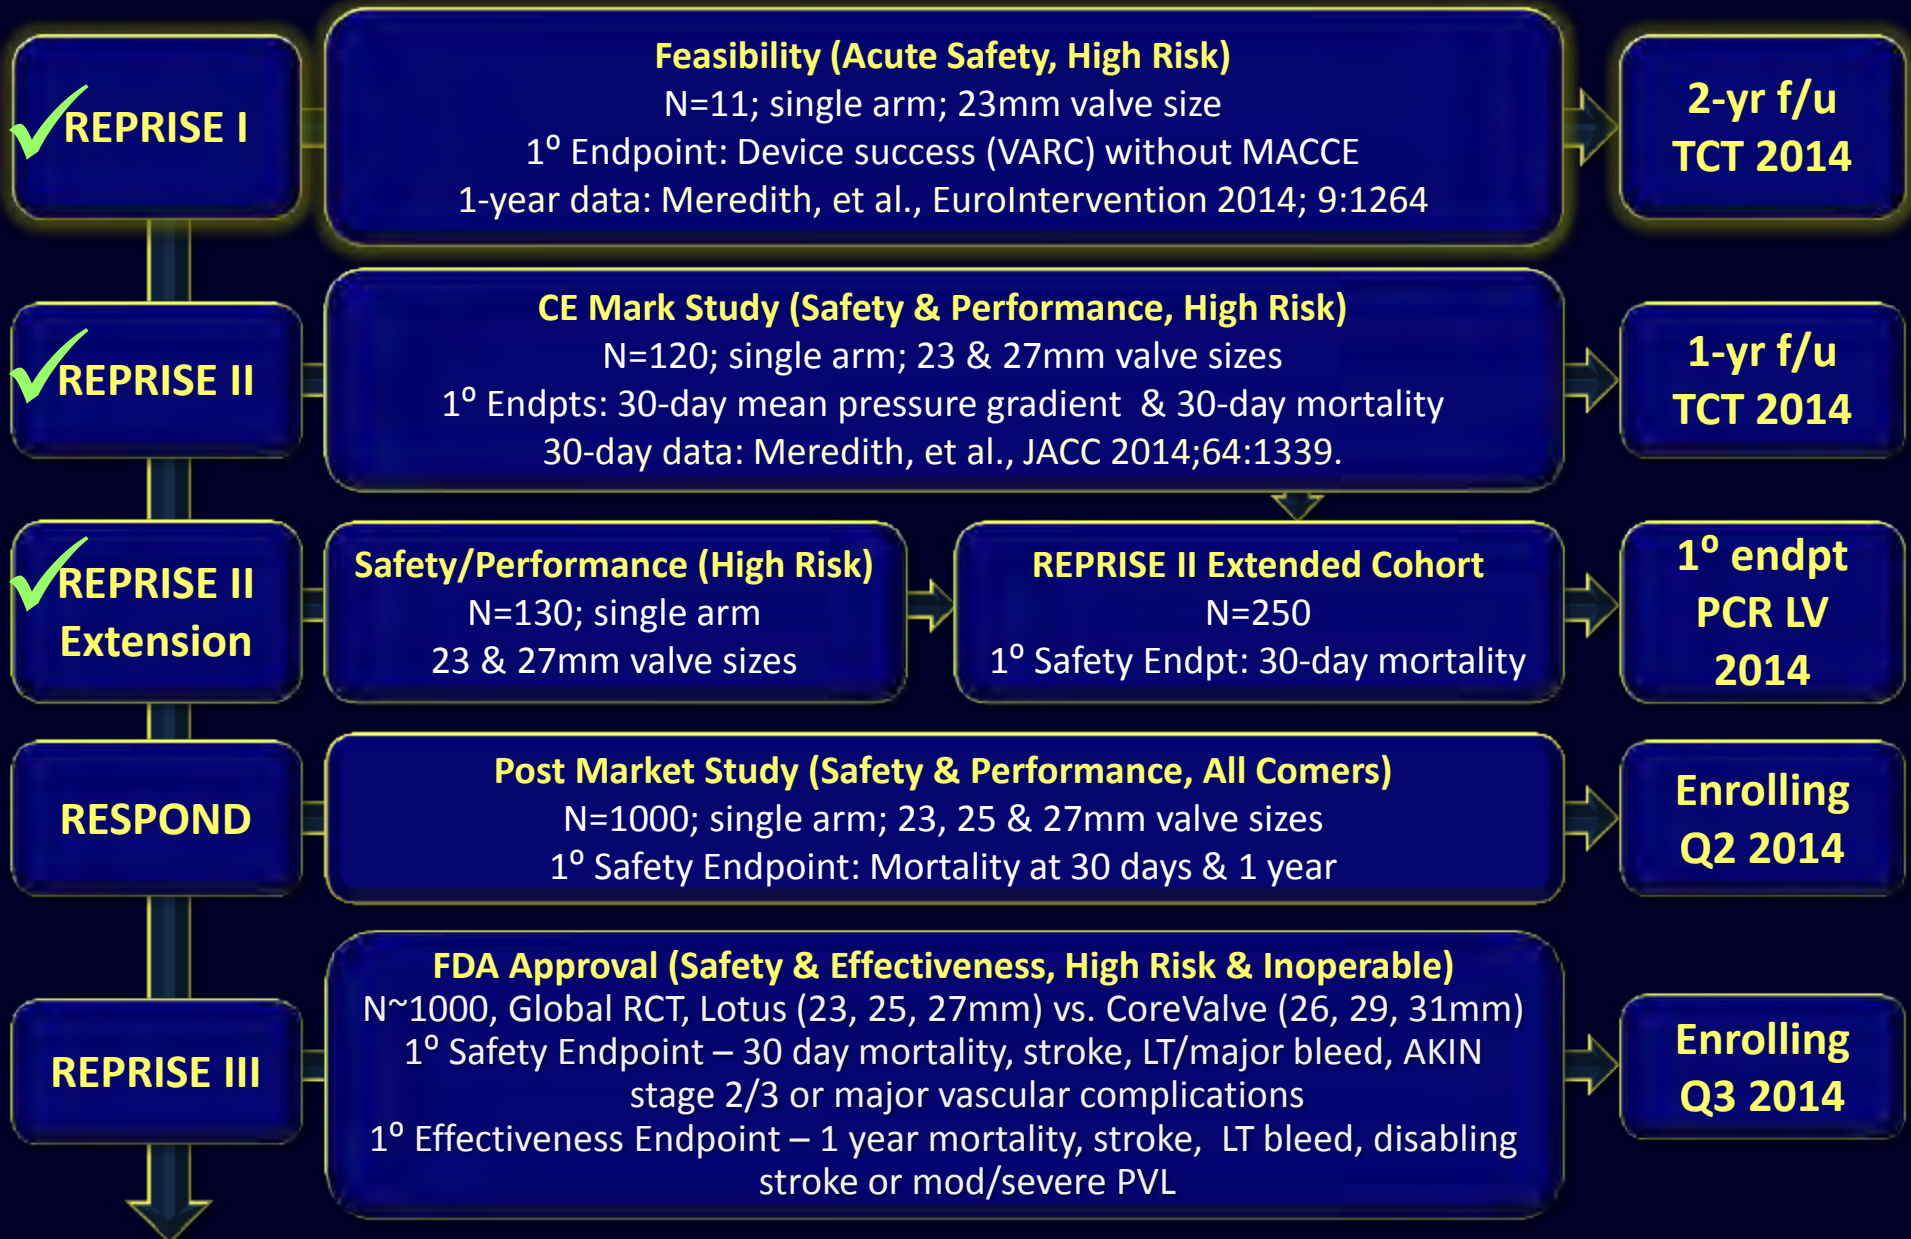 REPRISE I
Feasibility (Acute Safety, High Risk)
N=11; single arm; 23mm valve size
1⁰ Endpoint: Device success (VARC) without MACCE
1-year data: Meredith, et al., EuroIntervention 2014; 9:1264
2-yr f/u
TCT 2014
REPRISE II
CE Mark Study (Safety & Performance, High Risk)
N=120; single arm; 23 & 27mm valve sizes
1⁰ Endpts: 30-day mean pressure gradient & 30-day mortality
30-day data: Meredith, et al., JACC 2014;64:1339.
1-yr f/u
TCT 2014
REPRISE II
Extension
Safety/Performance (High Risk)
N=130; single arm
23 & 27mm valve sizes
REPRISE II Extended Cohort
N=250
1⁰ Safety Endpt: 30-day mortality
1⁰ endpt
PCR LV
2014
RESPOND
Post Market Study (Safety & Performance, All Comers)
N=1000; single arm; 23, 25 & 27mm valve sizes
1⁰ Safety Endpoint: Mortality at 30 days & 1 year
Enrolling
Q2 2014
REPRISE III
FDA Approval (Safety & Effectiveness, High Risk & Inoperable)
N~1000, Global RCT, Lotus (23, 25, 27mm) vs. CoreValve (26, 29, 31mm)
1⁰ Safety Endpoint – 30 day mortality, stroke, LT/major bleed, AKIN
stage 2/3 or major vascular complications
1⁰ Effectiveness Endpoint – 1 year mortality, stroke, LT bleed, disabling
stroke or mod/severe PVL
Enrolling
Q3 2014